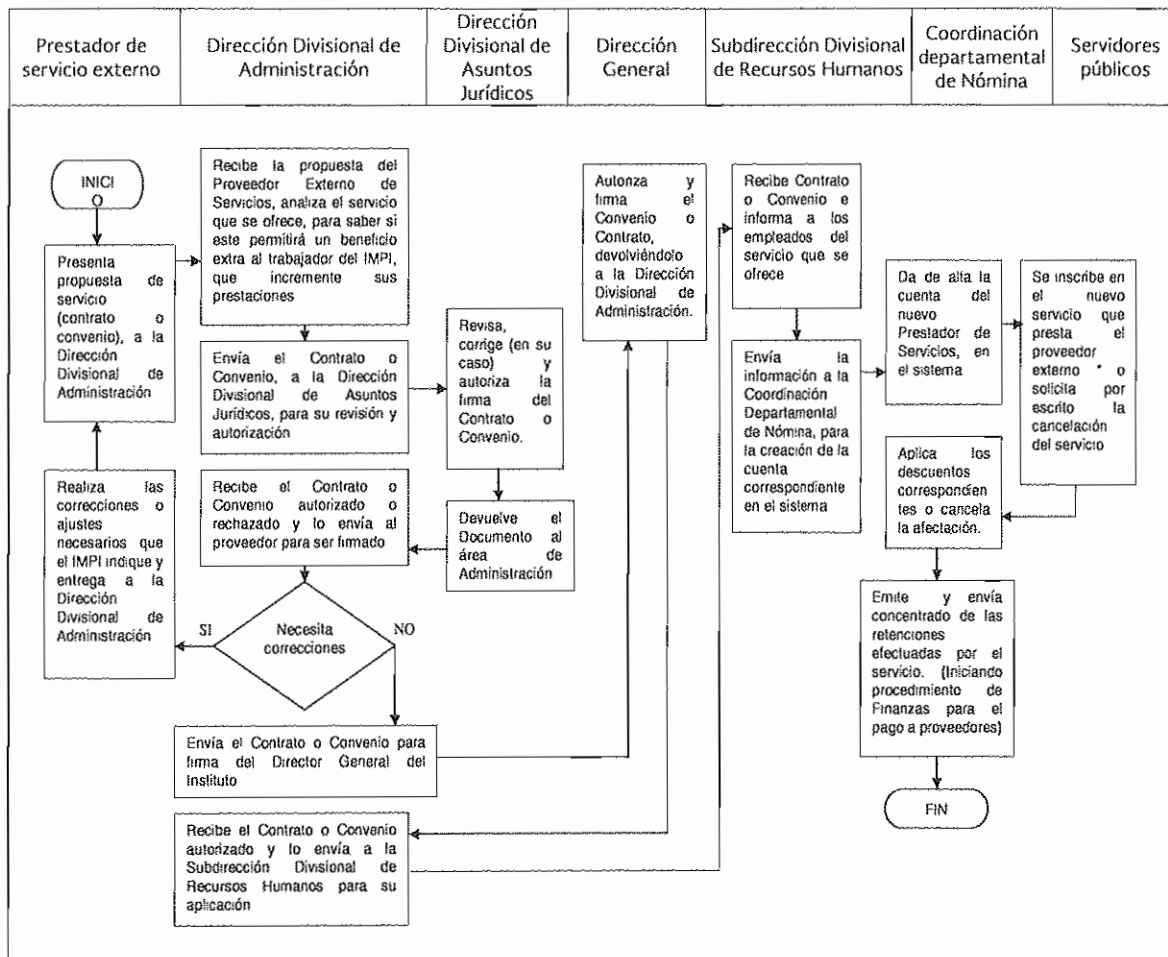 Prestador de
servicio externo
Dirección Divisional de
Administración
Dirección
Divisional de
Asuntos
Jurídicos
Dirección
General
Subdirección Divisional
de Recursos Humanos
Coordinación
departamental
de Nómina
Servidores
públicos
INICI
O
Presenta
propuesta de
servicio
(contrato o
convenio), a la
Dirección
Divisional de
Administración
Realiza las
correcciones o
ajustes
necesarios que
el IMPI indique y
entrega a la
Dirección
Divisional de
Administración
Recibe la propuesta del
Proveedor Externo de
Servicios, analiza el servicio
que se ofrece, para saber si
este permitirá un beneficio
extra al trabajador del IMPI,
que incremente sus
prestaciones
Envía el Contrato o
Convenio, a la Dirección
Divisional de Asuntos
Jurídicos, para su revisión y
autorización
Recibe el Contrato o
Convenio autorizado o
rechazado y lo envía al
proveedor para ser firmado
SI
Necesita
correcciones
NO
Envía el Contrato o Convenio para
firma del Director General del
Instituto
Recibe el Contrato o Convenio
autorizado y lo envía a la
Subdirección Divisional de
Recursos Humanos para su
aplicación
Revisa,
corrige (en su
caso) y
autoriza la
firma del
Contrato o
Convenio.
Devuelve el
Documento al
área de
Administración
Autoriza y
firma el
Convenio o
Contrato,
devolviéndolo
a la Dirección
Divisional de
Administración.
Recibe Contrato
o Convenio e
informa a los
empleados del
servicio que se
ofrece
Envía la
información a la
Coordinación
Departamental
de Nómina, para
la creación de la
cuenta
correspondiente
en el sistema
Da de alta la
cuenta del
nuevo
Prestador de
Servicios, en
el sistema
Se inscribe en
el nuevo
servicio que
presta el
proveedor
externo o
solicita por
escrito la
cancelación
del servicio
Aplica los
descuentos
correspondien
tes o cancela
la afectación.
Emite y envía
concentrado de las
retenciones
efectuadas por el
servicio. (Iniciando
procedimiento de
Finanzas para el
pago a proveedores)
FIN